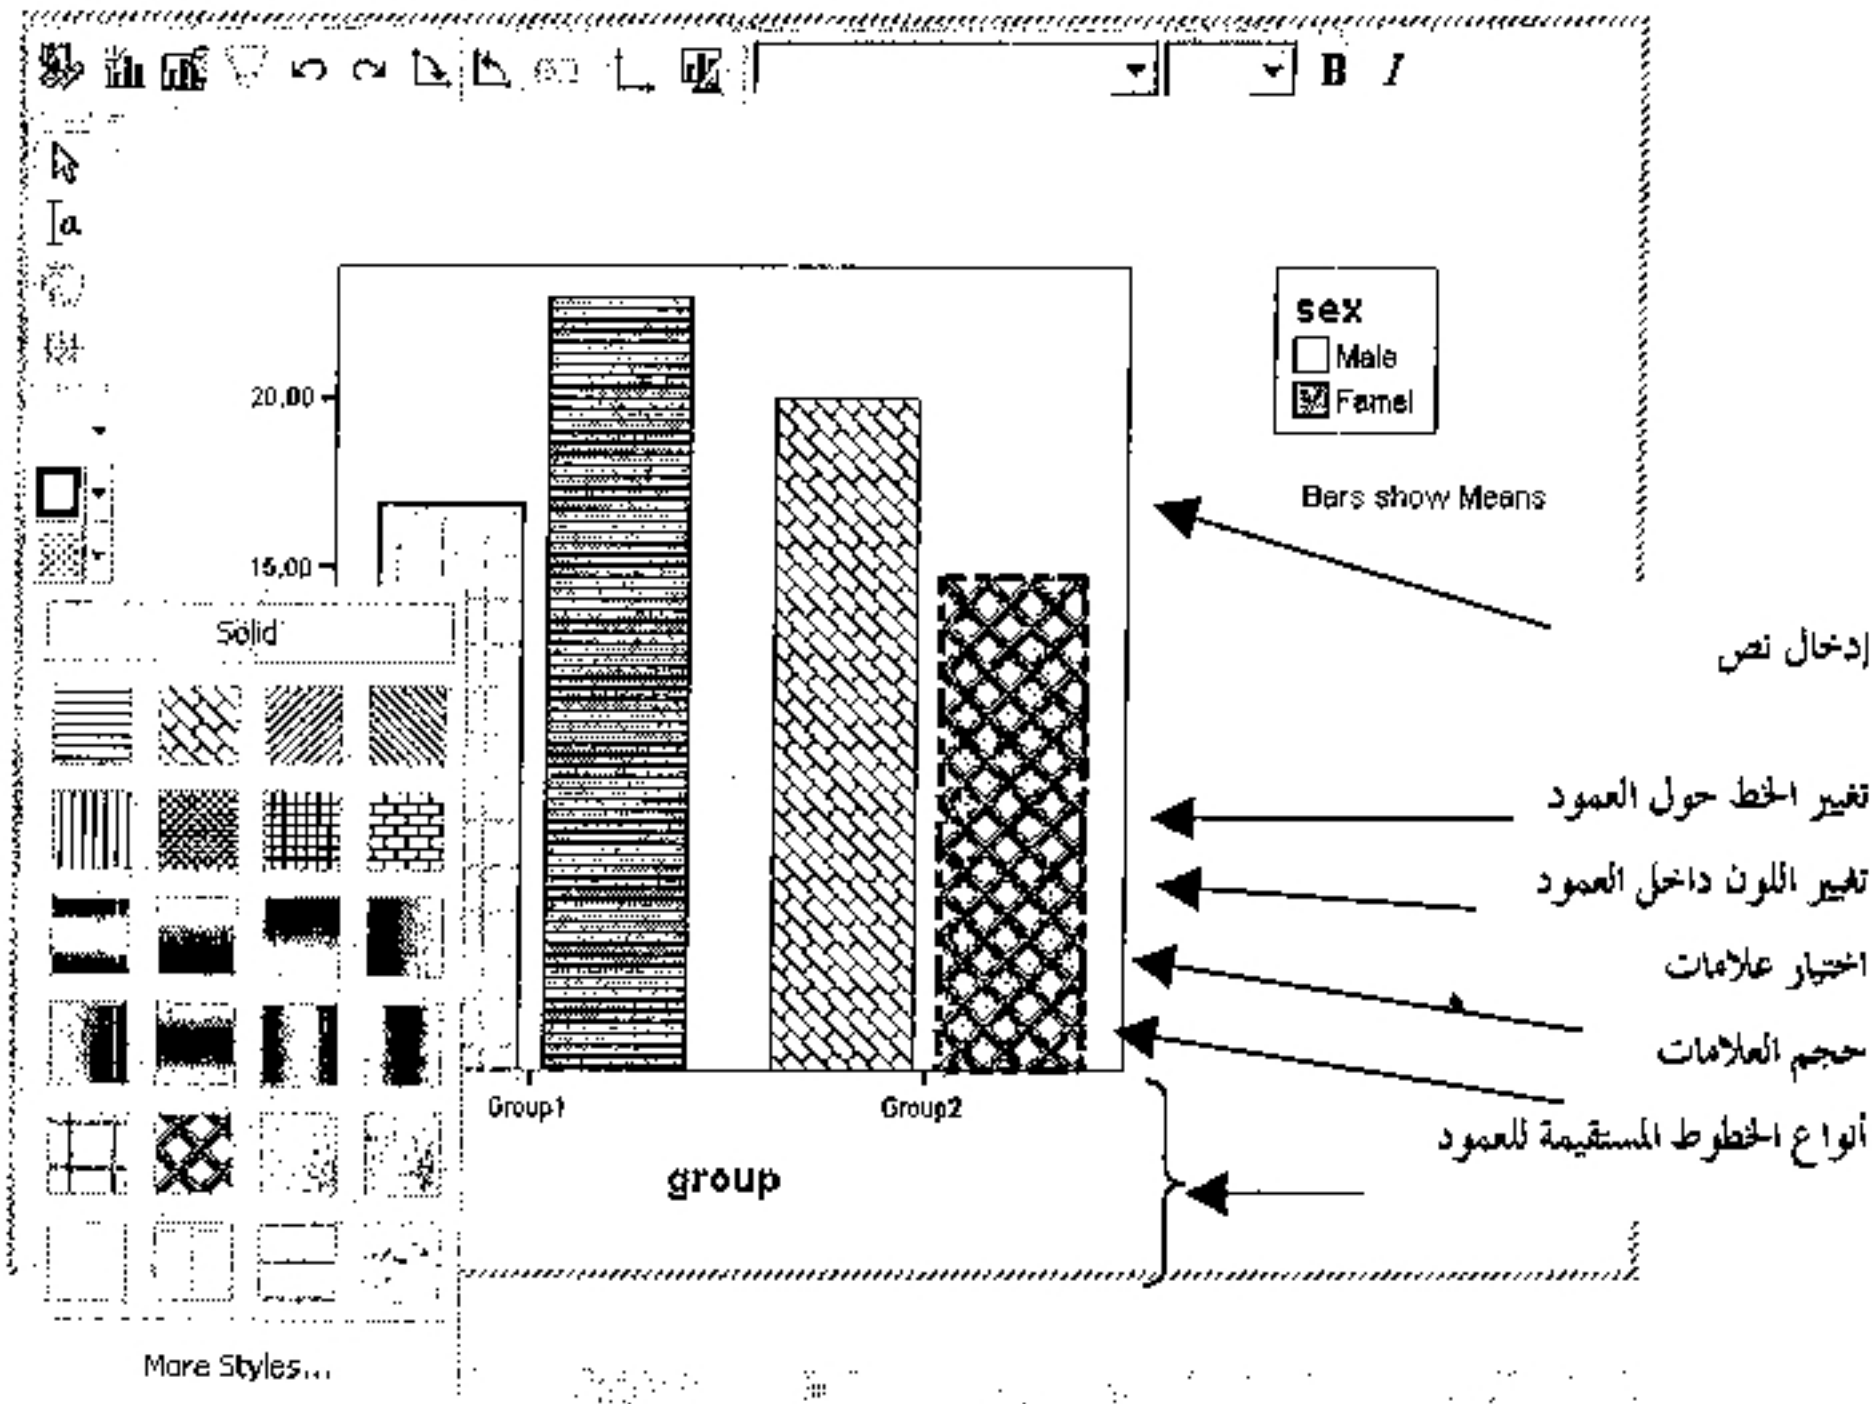 B I
a
sex
Male
Famel
20,00
Bars show Means
15,00
Solid
إدخال نص
تغيير الخط حول العمود
تغيير اللون داخل العمود
اختيار علامات
حجم العلامات
أنواع الخطوط المستقيمة للعمود
Group1
Group2
group
More Styles...